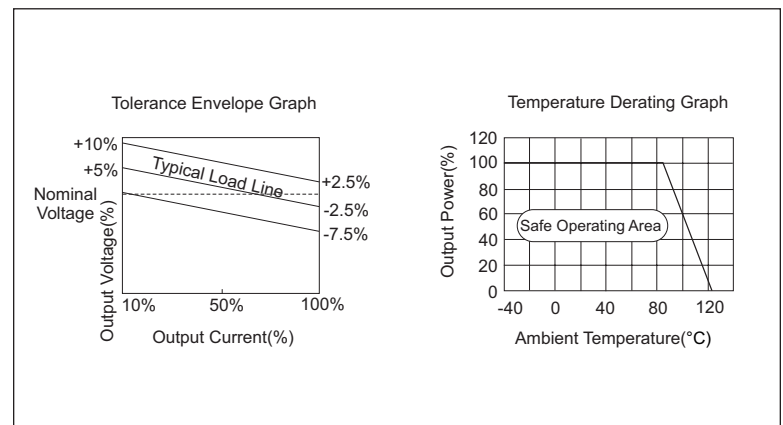 Tolerance Envelope Graph
+10%
+5%
Nominal
Voltage
Typical Load Line
+2.5%
-2.5%
-7.5%
Output Voltage(%)
10%
50%
100%
Output Current(%)
Temperature Derating Graph
Output Power(%)
120
100
80
60
40
20
0
Safe Operating Area
-40
0
40
80
120
Ambient Temperature(°C)